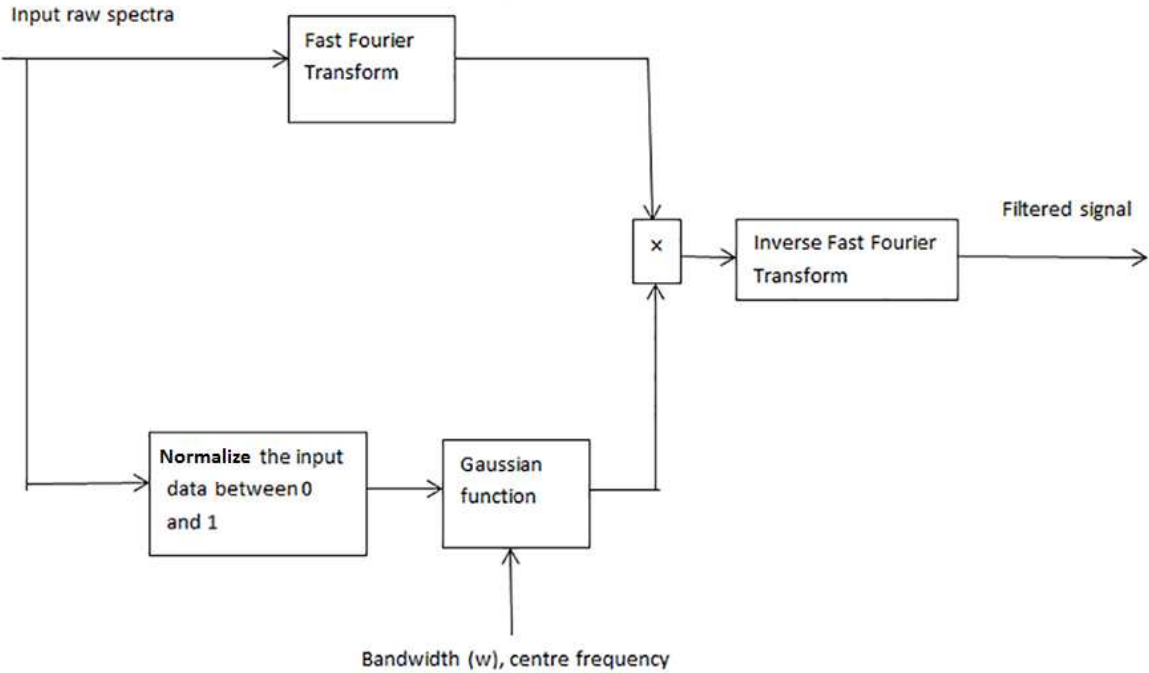 Input raw spectra
Fast Fourier
Transform
Filtered signal
x
Inverse Fast Fourier
Transform
Normalize the input
data between 0
and 1
Gaussian
function
Bandwidth (w), centre frequency